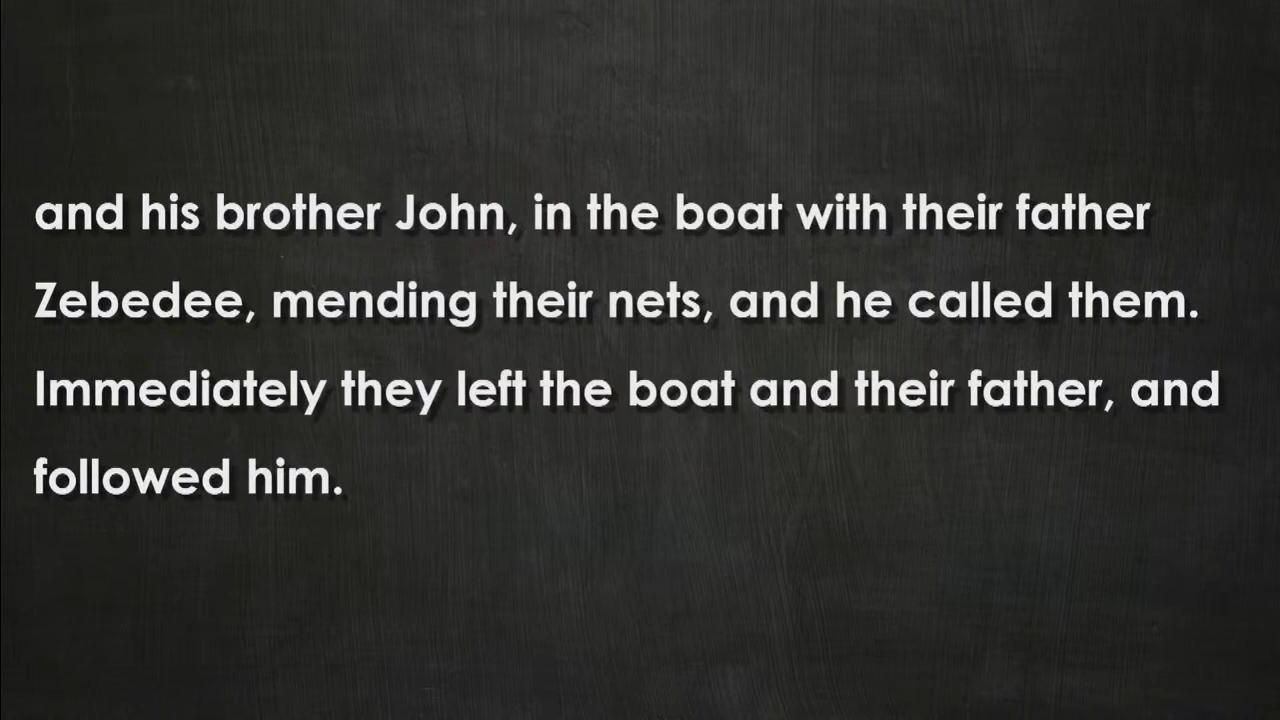 and his brother John, in the boat with their father
Zebedee, mending their nets, and he called them.
Immediately they left the boat and their father, and
followed him.